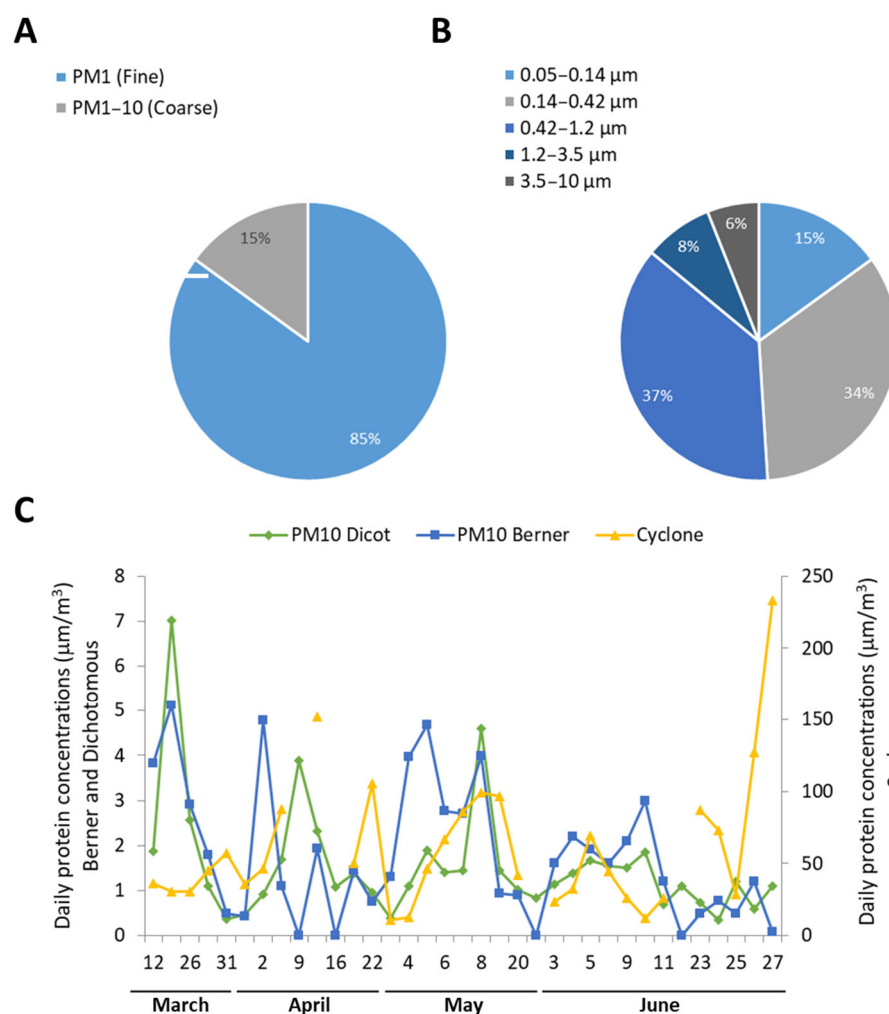 A
PM1 (Fine)
PM1–10 (Coarse)
15%
85%
B
0.05–0.14 µm
0.14–0.42 µm
0.42–1.2 µm
1.2–3.5 µm
3.5–10 µm
6%
8%
15%
37%
34%
C
PM10 Dicot PM10 Berner Cyclone
Daily protein concentrations (µm/m³)
Berner and Dichotomous
8
7
6
5
4
3
2
1
0
250
200
150
100
50
0
Daily protein concentrations (µm/m³)
12 26 31 2 9 16 22 4 6 8 20 3 5 9 11 23 25 27
March April May June